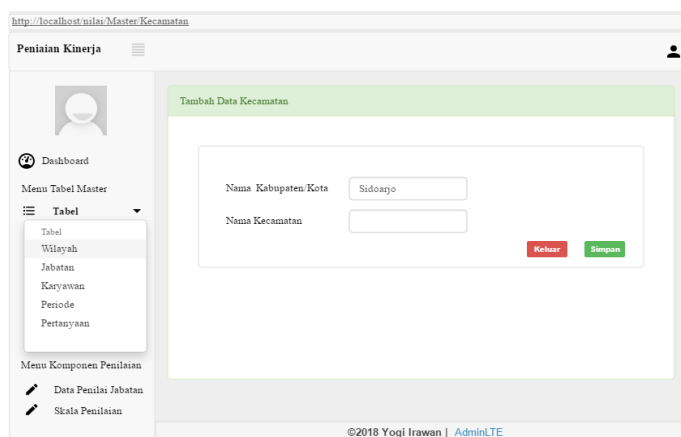 http://localhost/nilai/Master/Kecamatan
Peniaian Kinerja
Dashboard
Menu Tabel Master
Tabel
Tabel
Wilayah
Jabatan
Karyawan
Periode
Pertanyaan
Menu Komponen Penilaian
Data Penilai Jabatan
Skala Penilaian
Tambah Data Kecamatan
Nama Kabupaten/Kota Sidoarjo
Nama Kecamatan
Keluar Simpan
©2018 Yogi Irawan | AdminLTE